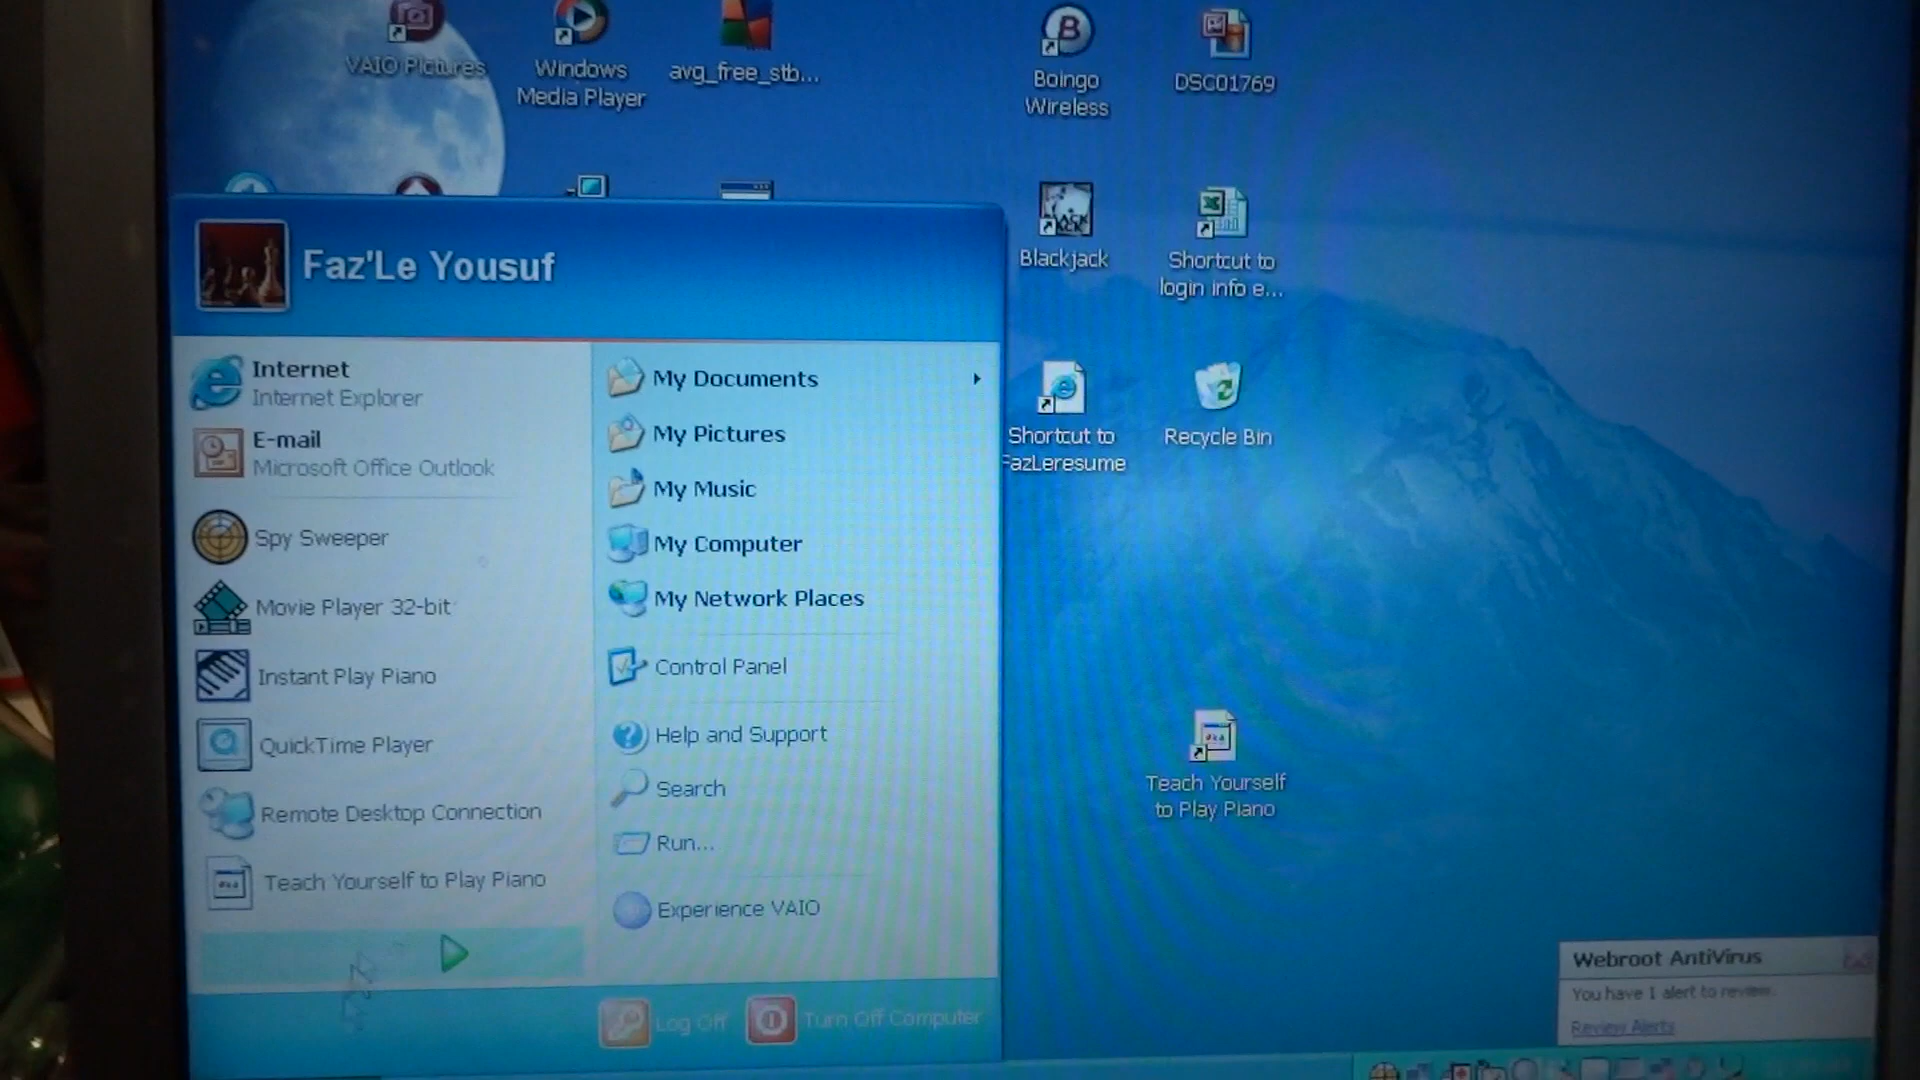 VAIO Pictures
Windows
Media Player
avg_free_stb...
Boingo
Wireless
DSC01769
Blackjack
Shortcut to
login info e...
Shortcut to
FazLeresume
Recycle Bin
Teach Yourself
to Play Piano
Faz'Le Yousuf
Internet
Internet Explorer
E-mail
Microsoft Office Outlook
Spy Sweeper
Movie Player 32-bit
Instant Play Piano
QuickTime Player
Remote Desktop Connection
Teach Yourself to Play Piano
My Documents
My Pictures
My Music
My Computer
My Network Places
Control Panel
Help and Support
Search
Run...
Experience VAIO
Log Off
Turn Off Computer
Webroot AntiVirus
You have 1 alert to review.
Review Alerts